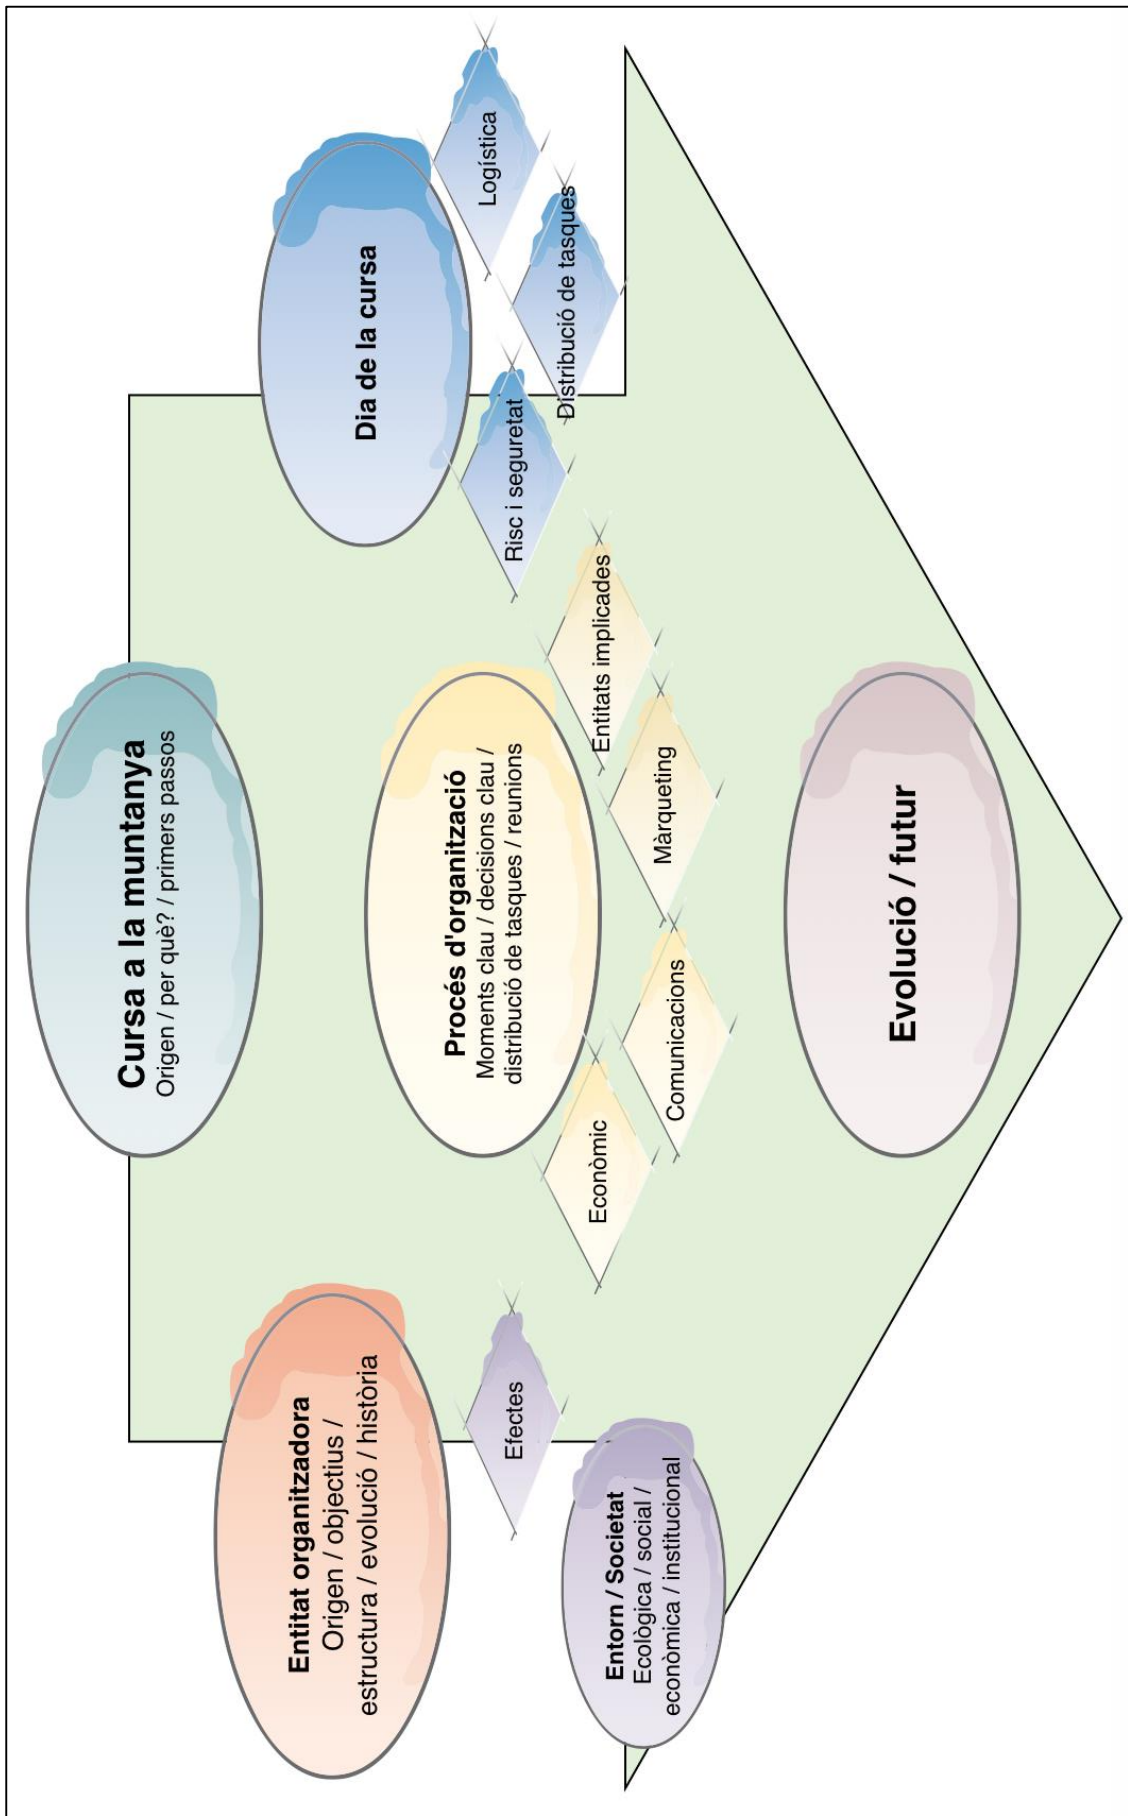 Cursa a la muntanya
Origen / per què? / primers passos
Entitat organitzadora
Origen / objectius /
estructura / evolució / història
Dia de la cursa
Procés d'organització
Moments clau / decisions clau /
distribució de tasques / reunions
Logística
Risc i seguretat
Distribució de tasques
Efectes
Entorn / Societat
Ecològica / social /
econòmica / institucional
Econòmic
Entitats implicades
Comunicacions
Màrqueting
Evolució / futur